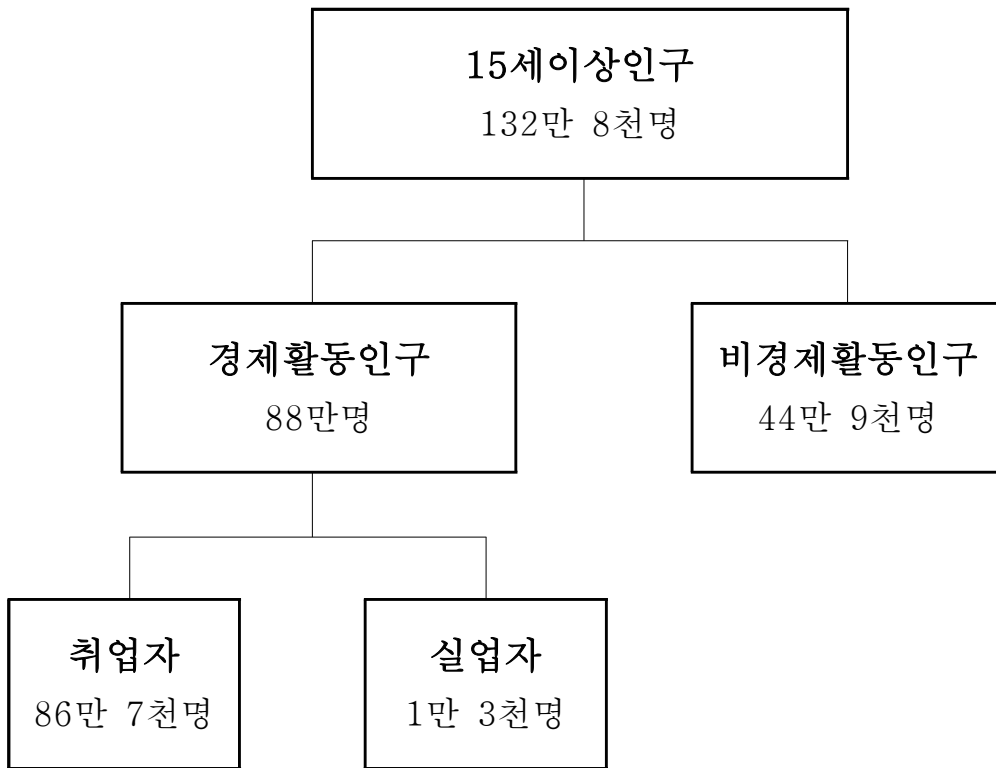 15세이상인구
132만 8천명
경제활동인구
88만명
비경제활동인구
44만 9천명
취업자
86만 7천명
실업자
1만 3천명